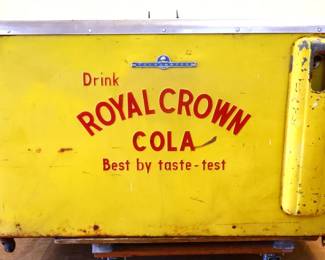 Drink
ROYAL CROWN
COLA
Best by taste-test